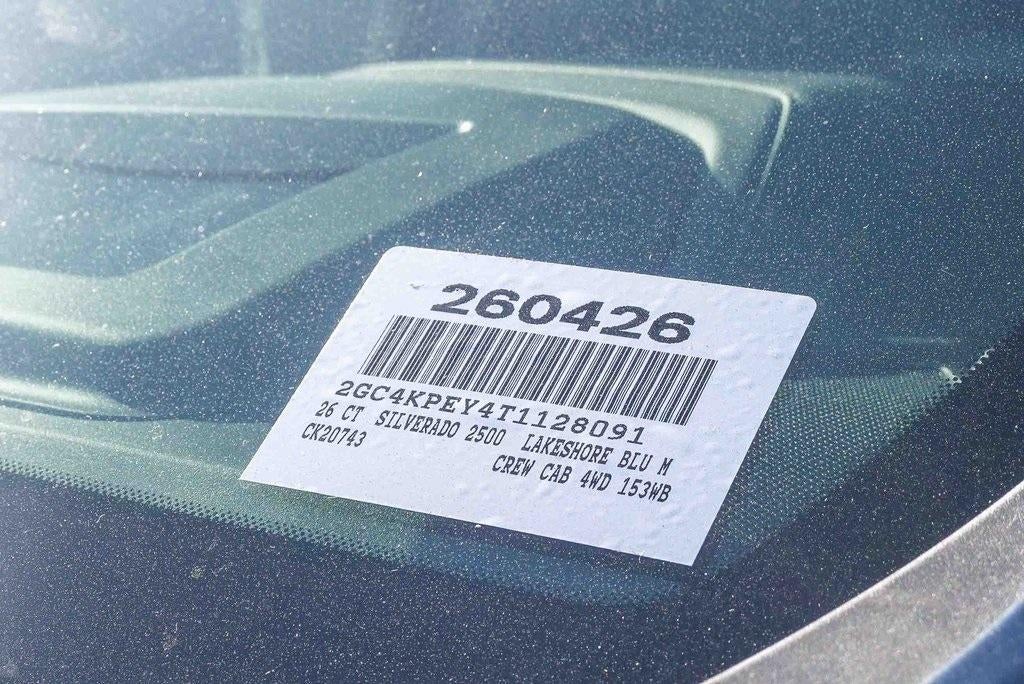 260426
2GC4KPEY4T1128091
26 CT SILVERADO 2500 LAKESHORE BLU M
CK20743 CREW CAB 4WD 153WB